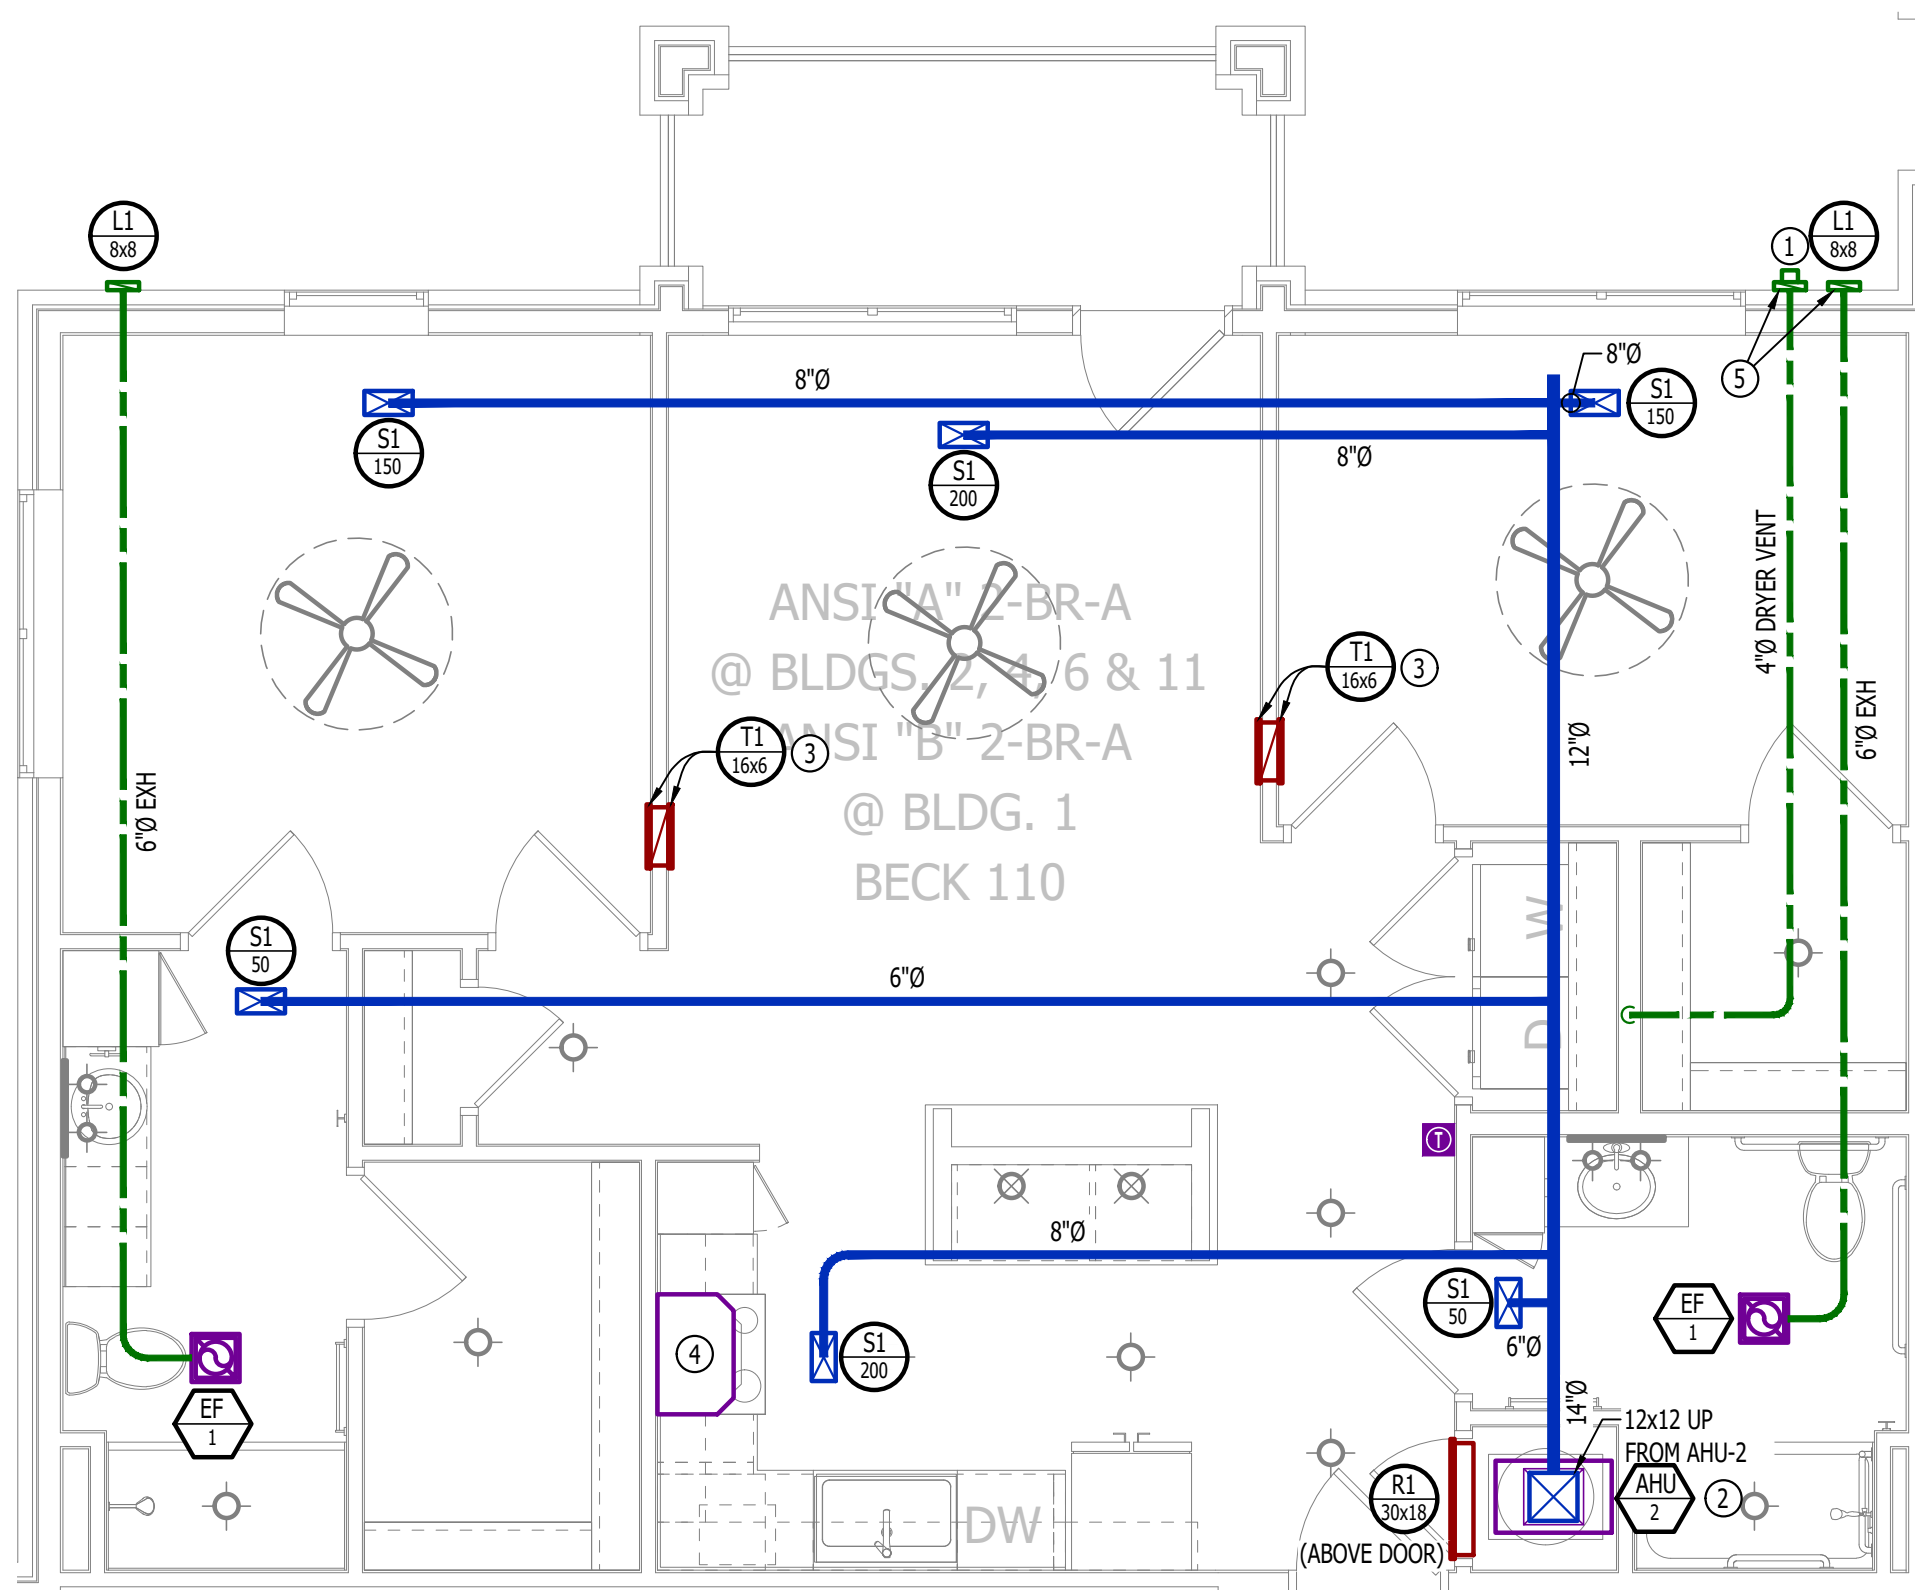 L1
8x8
1
L1
8x8
8"Ø
8"Ø
S1
150
5
S1
150
8"Ø
S1
200
4"Ø DRYER VENT
ANSI "A" 2-BR-A
@ BLDGS. 2, 4, 6 & 11
ANSI "B" 2-BR-A
@ BLDG. 1
BECK 110
T1
16x6
3
T1
16x6
3
12"Ø
6"Ø EXH
6"Ø EXH
W
S1
50
6"Ø
D
T
8"Ø
S1
50
6"Ø
EF
1
4
S1
200
EF
1
14"Ø
12x12 UP
FROM AHU-2
R1
30x18
(ABOVE DOOR)
AHU
2
2
DW